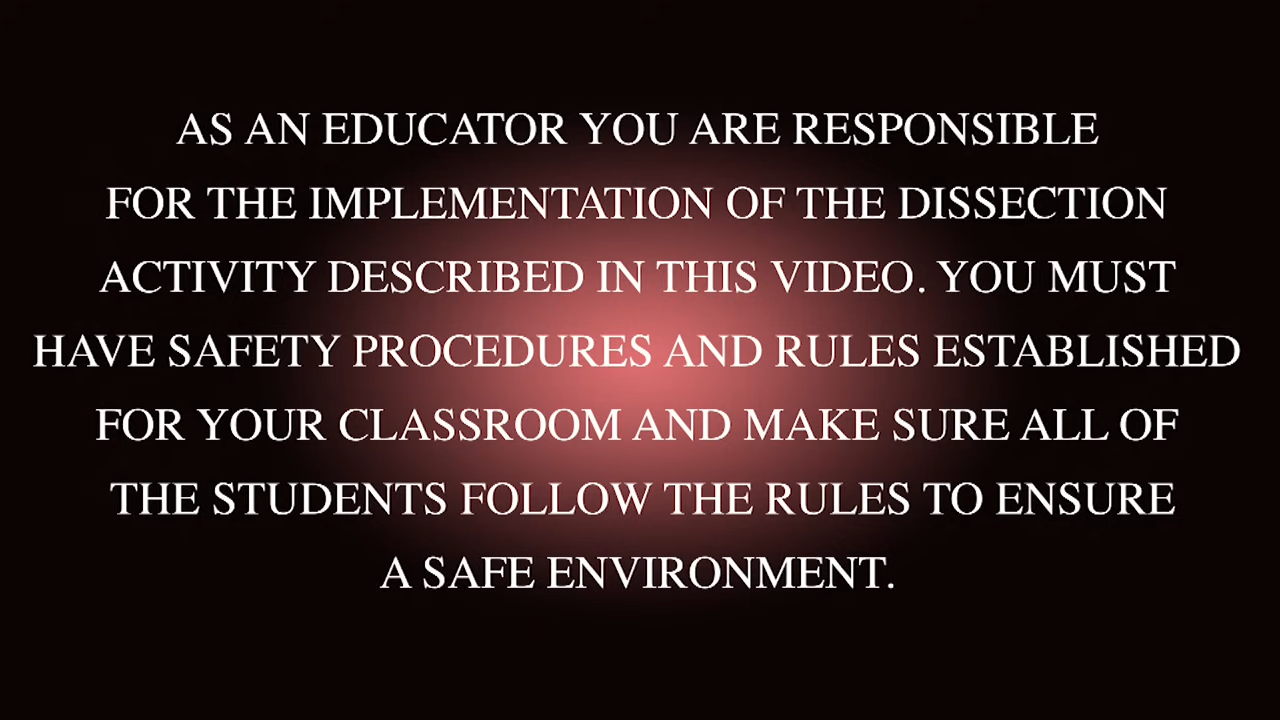 AS AN EDUCATOR YOU ARE RESPONSIBLE
FOR THE IMPLEMENTATION OF THE DISSECTION
ACTIVITY DESCRIBED IN THIS VIDEO. YOU MUST
HAVE SAFETY PROCEDURES AND RULES ESTABLISHED
FOR YOUR CLASSROOM AND MAKE SURE ALL OF
THE STUDENTS FOLLOW THE RULES TO ENSURE
A SAFE ENVIRONMENT.